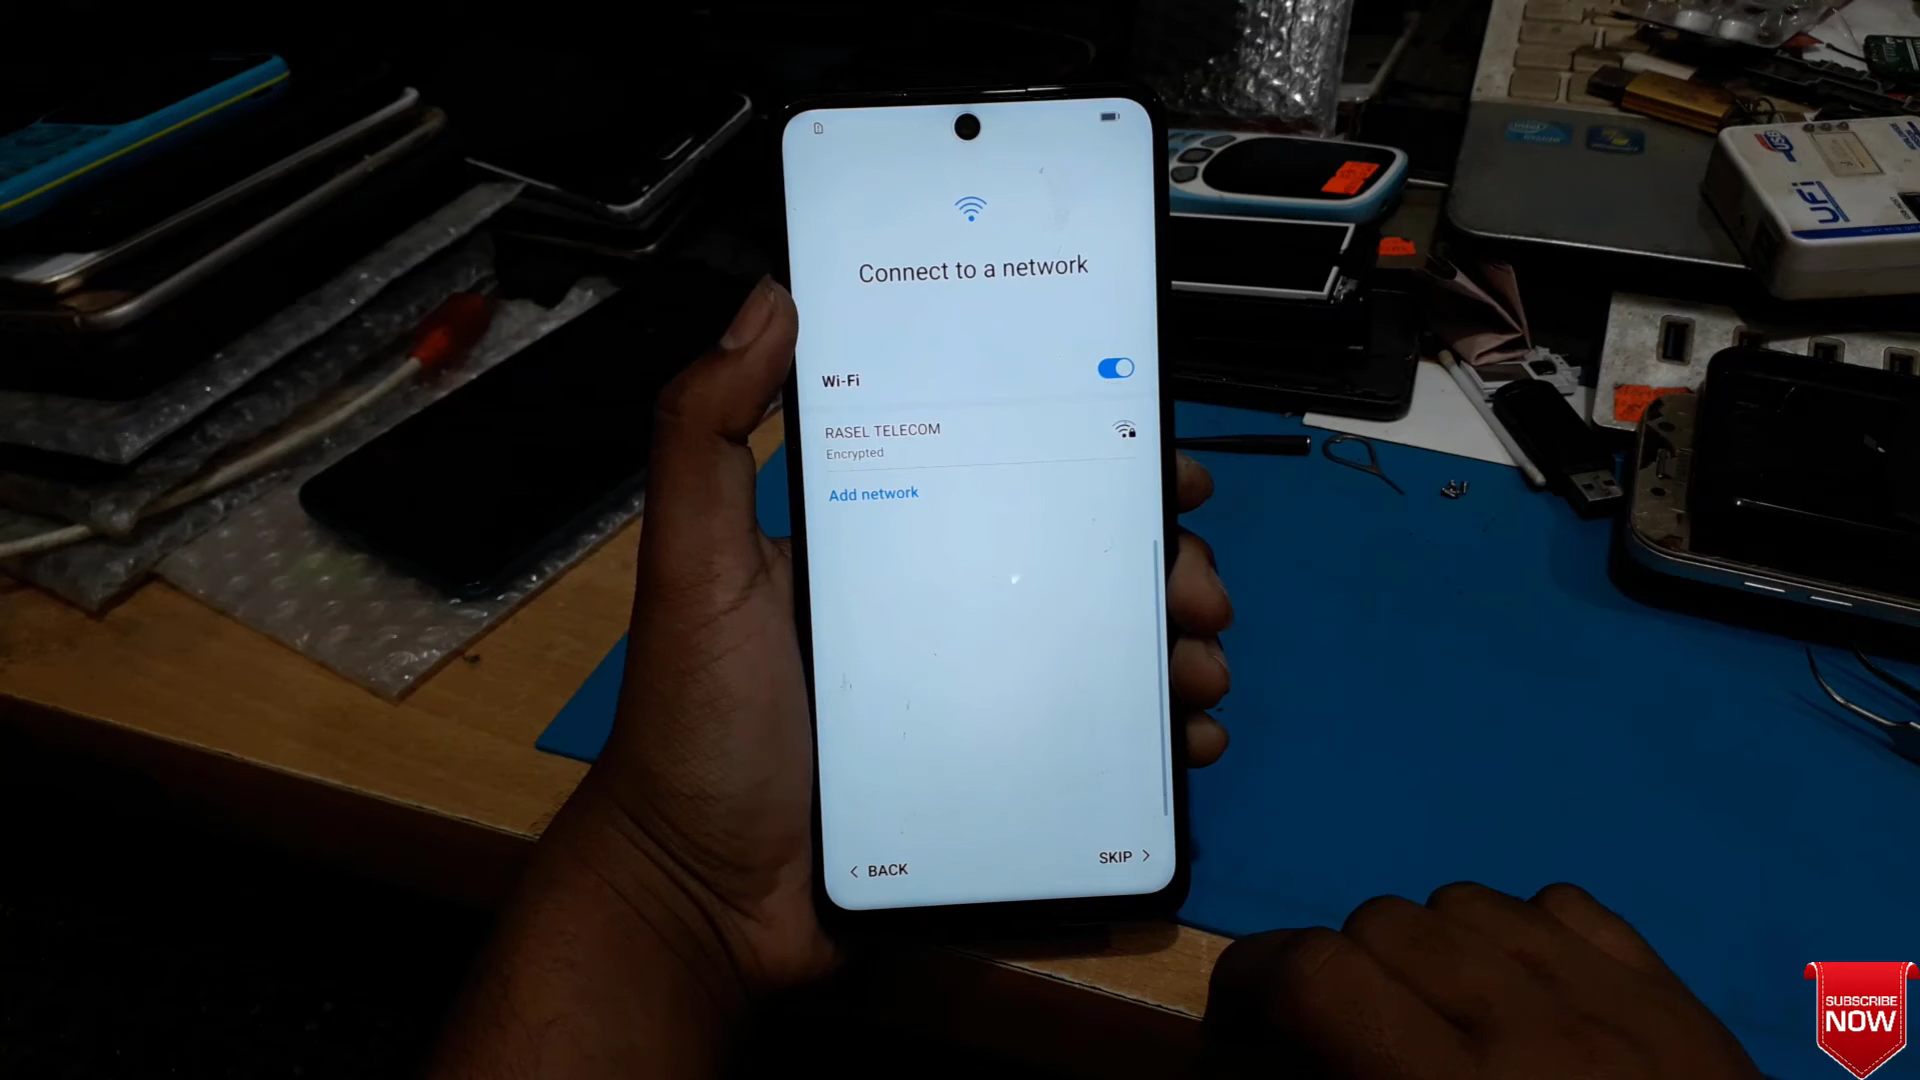 Connect to a network
Wi-Fi
RASEL TELECOM
Encrypted
Add network
BACK
SKIP
UFi
SUBSCRIBE
NOW